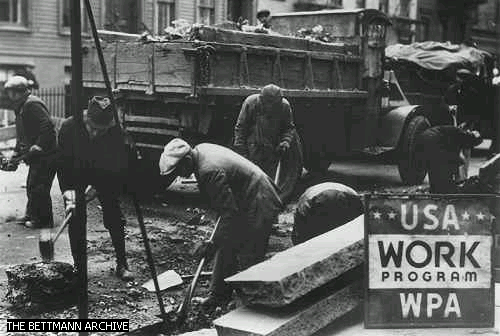 ★ USA ★
WORK
PROGRAM
WPA
THE BETTMANN ARCHIVE